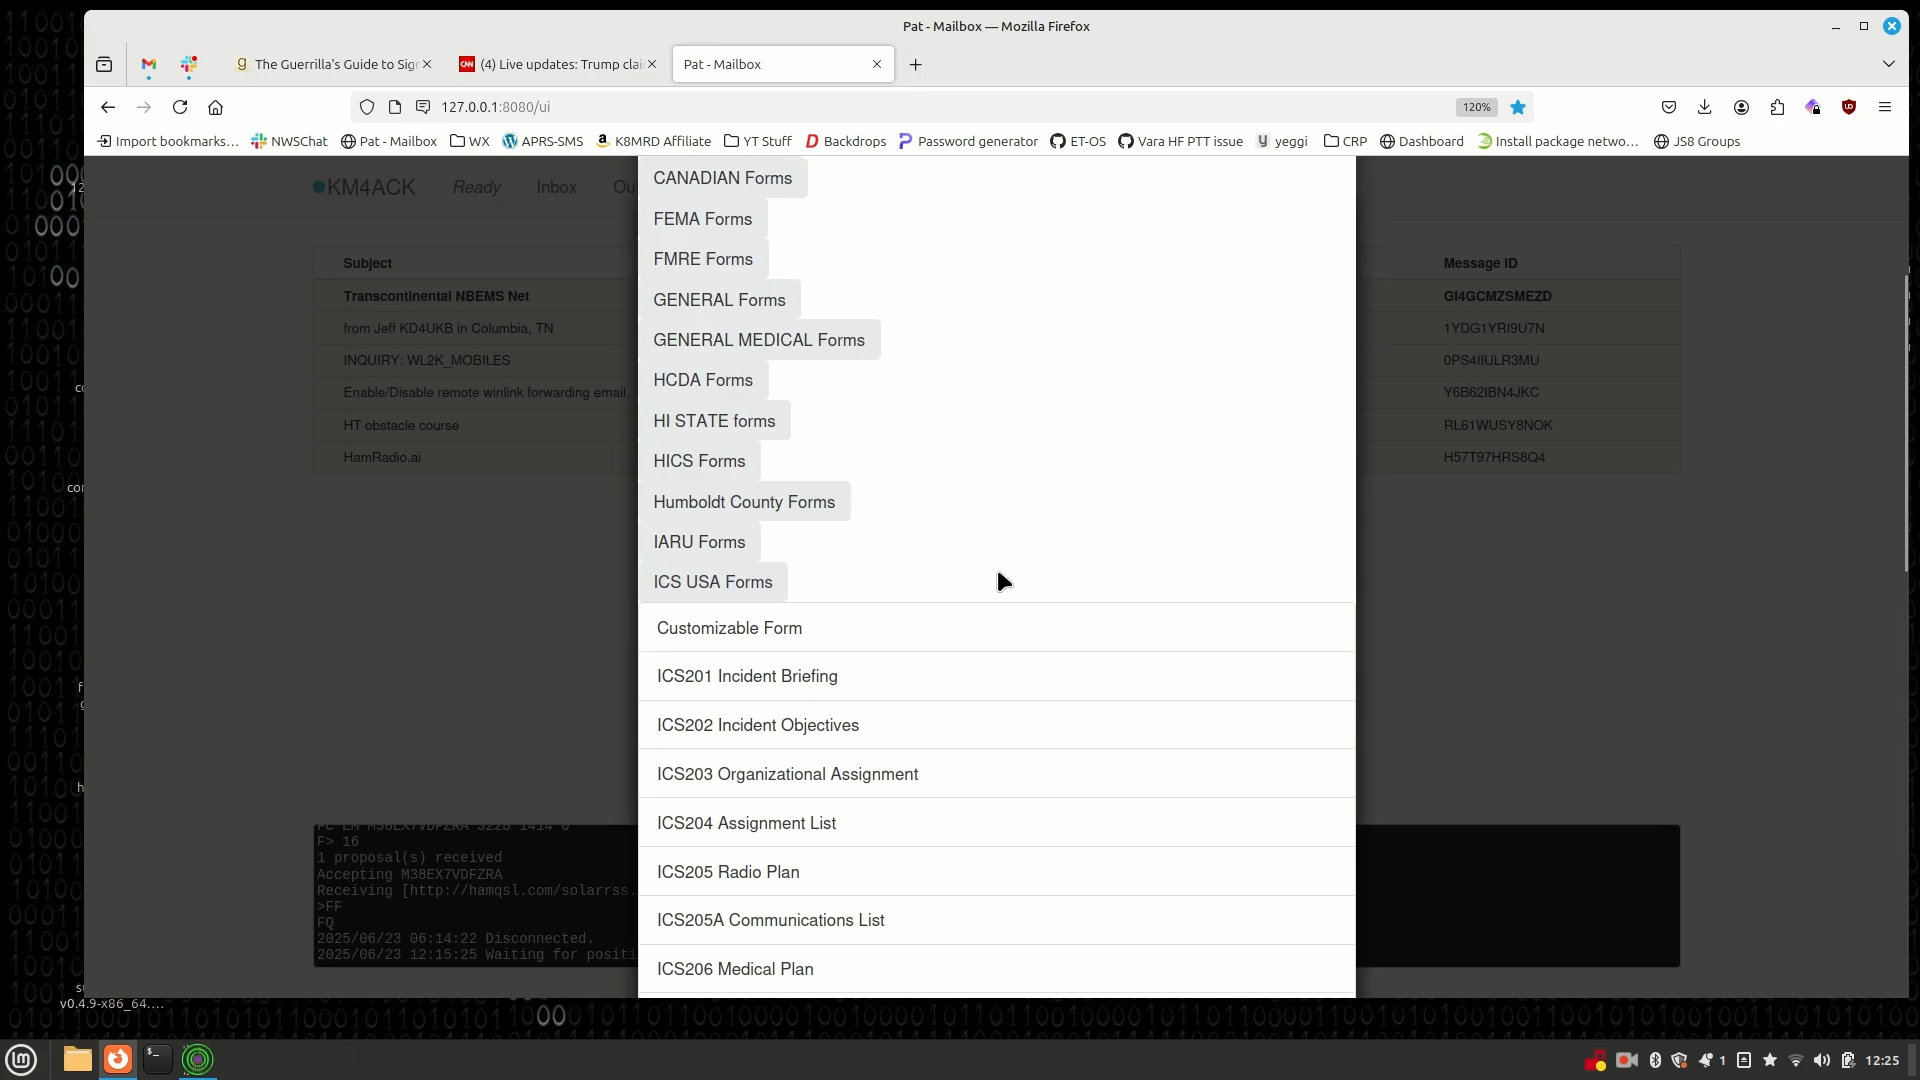 Pat - Mailbox — Mozilla Firefox
The Guerrilla's Guide to Sig
(4) Live updates: Trump clai
Pat - Mailbox
127.0.0.1:8080/ui
120%
Import bookmarks…
NWSChat
Pat - Mailbox
WX
APRS-SMS
K8MRD Affiliate
YT Stuff
Backdrops
Password generator
ET-OS
Vara HF PTT issue
yeggi
CRP
Dashboard
Install package netwo…
JS8 Groups
KM4ACK Ready Inbox Ou
Subject Message ID
Transcontinental NBEMS Net GI4GCMZSMEZD
from Jeff KD4UKB in Columbia, TN 1YDG1YRI9U7N
INQUIRY: WL2K_MOBILES 0PS4IIULR3MU
Enable/Disable remote winlink forwarding email. Y6B62IBN4JKC
HT obstacle course RL61WUSY8NOK
HamRadio.ai H57T97HRS8Q4
CANADIAN Forms
FEMA Forms
FMRE Forms
GENERAL Forms
GENERAL MEDICAL Forms
HCDA Forms
HI STATE forms
HICS Forms
Humboldt County Forms
IARU Forms
ICS USA Forms
Customizable Form
ICS201 Incident Briefing
ICS202 Incident Objectives
ICS203 Organizational Assignment
ICS204 Assignment List
ICS205 Radio Plan
ICS205A Communications List
ICS206 Medical Plan
F> 16
1 proposal(s) received
Accepting M38EX7VDFZRA
Receiving [http://hamqsl.com/solarrss.
>FF
FQ
2025/06/23 06:14:22 Disconnected.
2025/06/23 12:15:25 Waiting for positi
v0.4.9-x86_64....
1
12:25